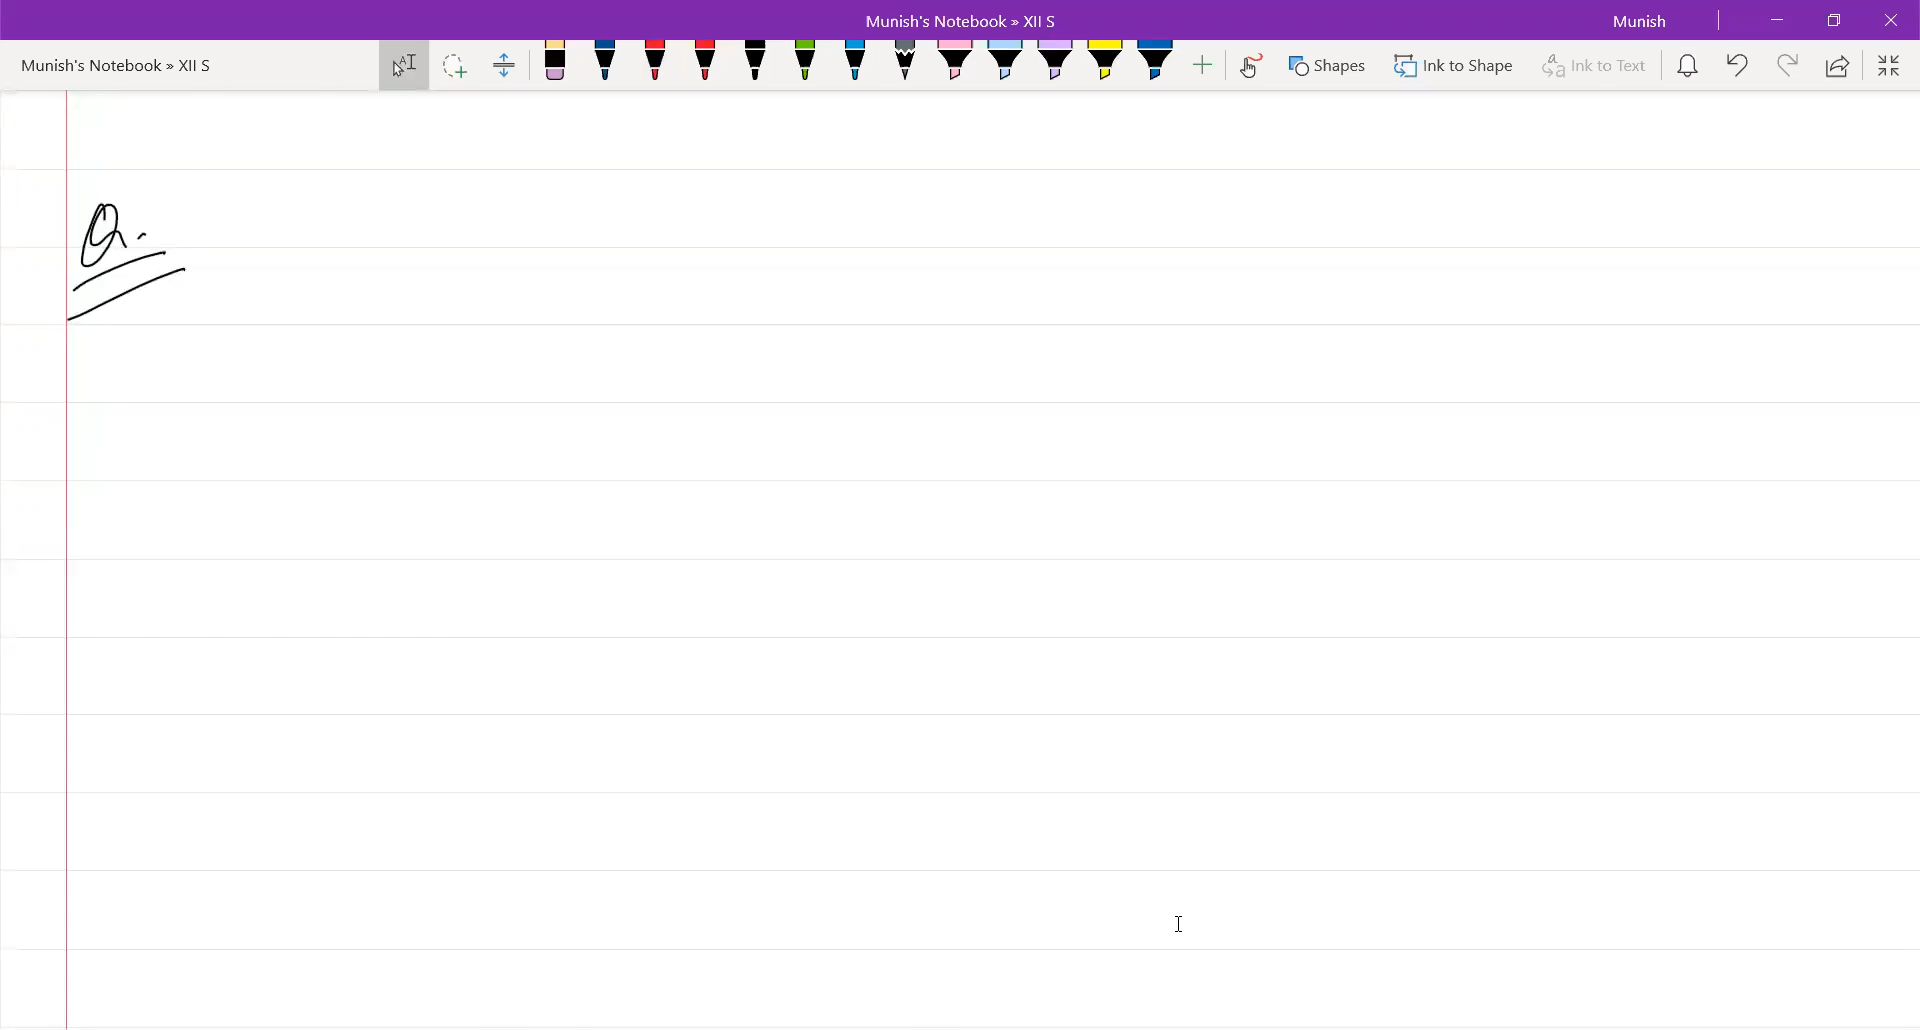 Munish's Notebook » XII S
Munish
Munish's Notebook » XII S
Shapes
Ink to Shape
Ink to Text
Q.